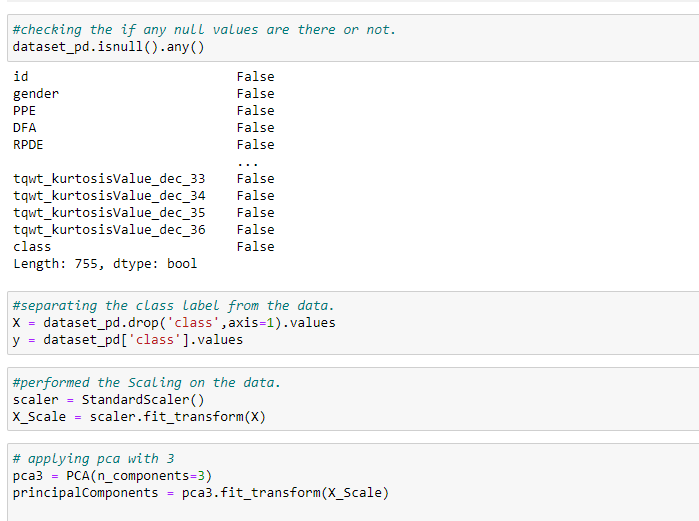 #checking the if any null values are there or not.
dataset_pd.isnull().any()
id False
gender False
PPE False
DFA False
RPDE False
...
tqwt_kurtosisValue_dec_33 False
tqwt_kurtosisValue_dec_34 False
tqwt_kurtosisValue_dec_35 False
tqwt_kurtosisValue_dec_36 False
class False
Length: 755, dtype: bool
#separating the class label from the data.
X = dataset_pd.drop('class',axis=1).values
y = dataset_pd['class'].values
#performed the Scaling on the data.
scaler = StandardScaler()
X_Scale = scaler.fit_transform(X)
# applying pca with 3
pca3 = PCA(n_components=3)
principalComponents = pca3.fit_transform(X_Scale)